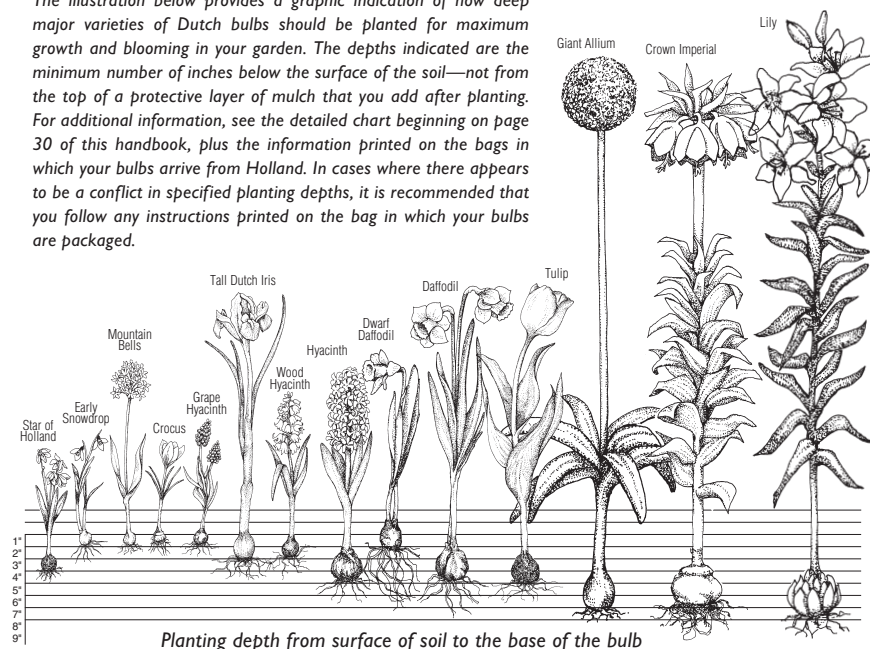 The illustration below provides a graphic indication of how deep
major varieties of Dutch bulbs should be planted for maximum
growth and blooming in your garden. The depths indicated are the
minimum number of inches below the surface of the soil—not from
the top of a protective layer of mulch that you add after planting.
For additional information, see the detailed chart beginning on page
30 of this handbook, plus the information printed on the bags in
which your bulbs arrive from Holland. In cases where there appears
to be a conflict in specified planting depths, it is recommended that
you follow any instructions printed on the bag in which your bulbs
are packaged.
Giant Allium
Crown Imperial
Lily
Tall Dutch Iris
Daffodil
Tulip
Mountain
Bells
Hyacinth
Dwarf
Daffodil
Wood
Hyacinth
Grape
Hyacinth
Early
Snowdrop
Star of
Holland
Crocus
1"
2"
3"
4"
5"
6"
7"
8"
9"
Planting depth from surface of soil to the base of the bulb